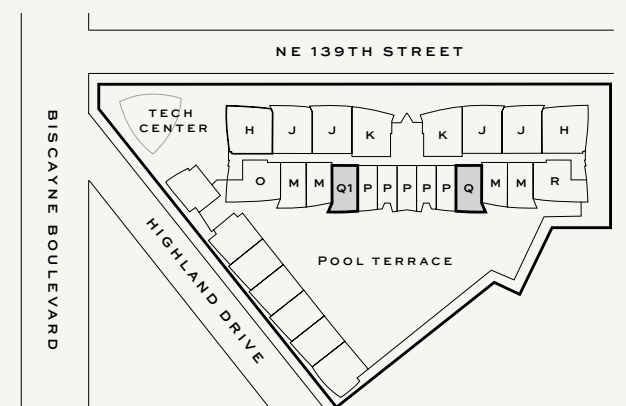 NE 139TH STREET
BISCAYNE BOULEVARD
TECH
CENTER
H J J K K J J H
O M M Q1 P P P P P Q M M R
HIGHLAND DRIVE
POOL TERRACE